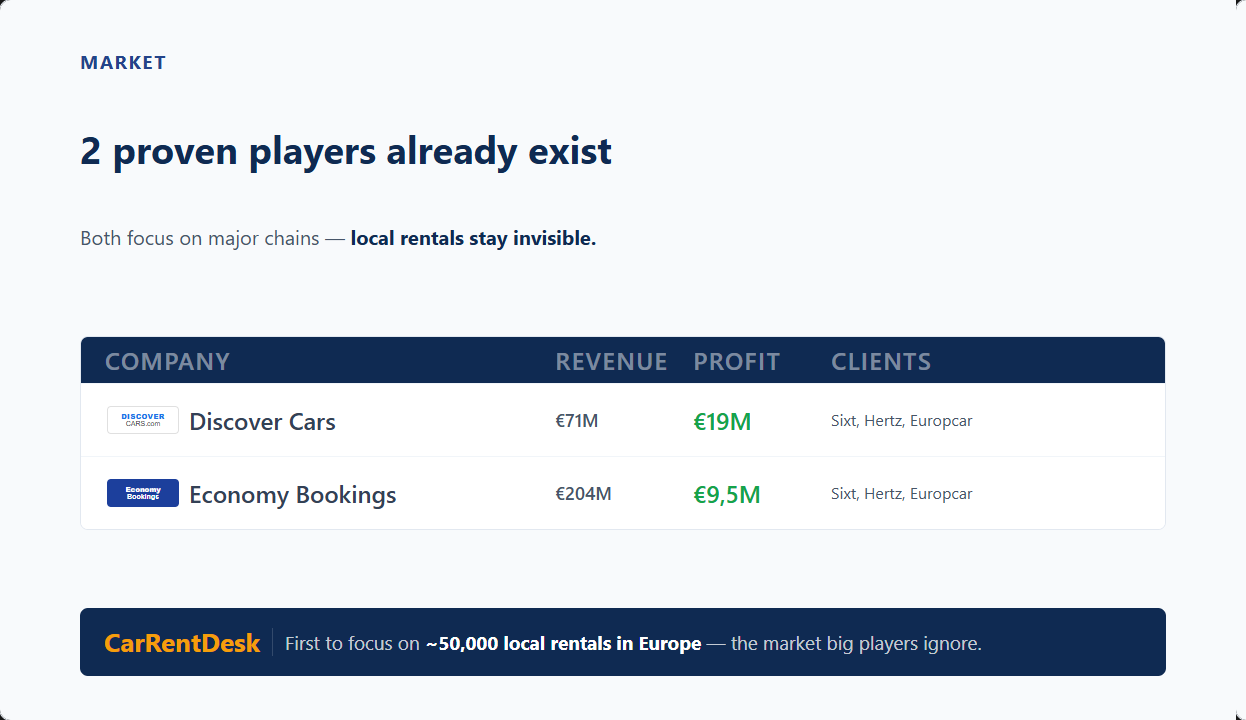 MARKET
2 proven players already exist
Both focus on major chains — local rentals stay invisible.
COMPANY REVENUE PROFIT CLIENTS
DISCOVER
CARS.com
Discover Cars €71M €19M Sixt, Hertz, Europcar
Economy
Bookings
Economy Bookings €204M €9,5M Sixt, Hertz, Europcar
CarRentDesk First to focus on ~50,000 local rentals in Europe — the market big players ignore.